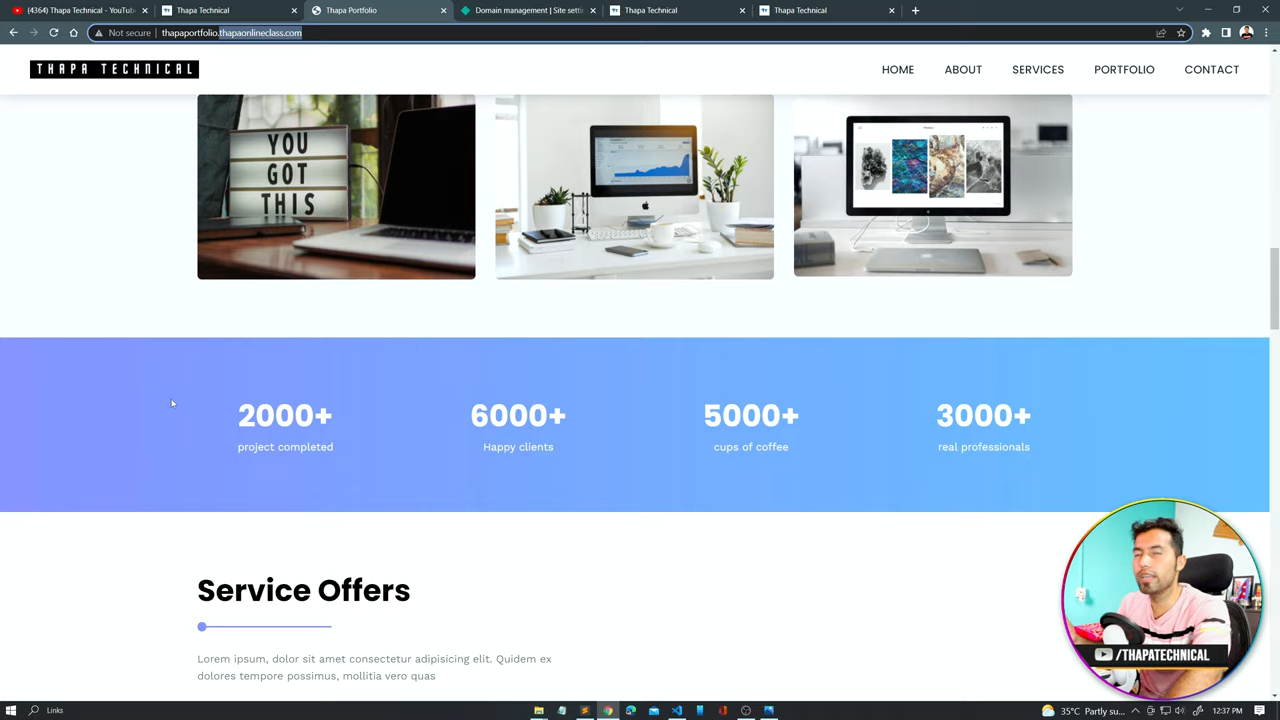 (4364) Thapa Technical - YouTube
Thapa Technical
Thapa Portfolio
Domain management | Site setti
Thapa Technical
Thapa Technical
Not secure
thapaportfolio.thapaonlineclass.com
THAPA TECHNICAL
HOME
ABOUT
SERVICES
PORTFOLIO
CONTACT
YOU
GOT
THIS
2000+
6000+
5000+
3000+
project completed
Happy clients
cups of coffee
real professionals
Service Offers
Lorem ipsum, dolor sit amet consectetur adipisicing elit. Quidem ex
dolores tempore possimus, mollitia vero quas
/THAPATECHNICAL
Links
35°C Partly su...
12:37 PM